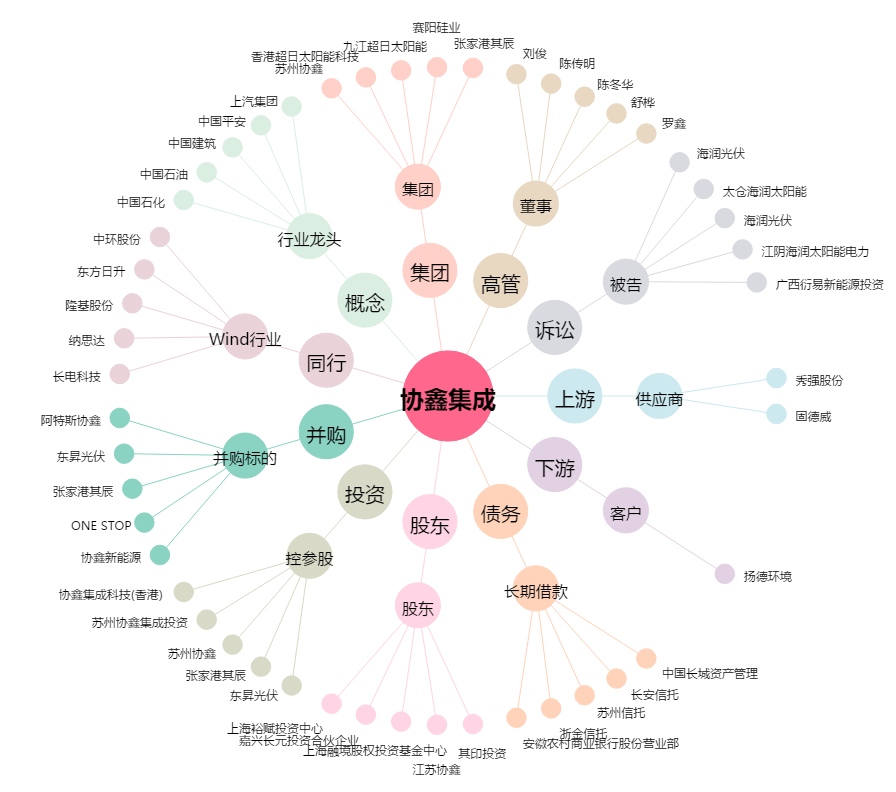 赛阳硅业
九江超日太阳能
张家港其辰
香港超日太阳能科技
苏州协鑫
刘俊
陈传明
陈冬华
舒桦
罗鑫
上汽集团
中国平安
中国建筑
中国石油
中国石化
集团
董事
海润光伏
太仓海润太阳能
海润光伏
江阴海润太阳能电力
广西衍易新能源投资
行业龙头
集团
高管
被告
中环股份
东方日升
隆基股份
纳思达
长电科技
概念
诉讼
Wind行业
同行
协鑫集成
上游
供应商
秀强股份
固德威
阿特斯协鑫
东昇光伏
张家港其辰
ONE STOP
协鑫新能源
并购
并购标的
下游
投资
股东
债务
客户
扬德环境
控参股
长期借款
股东
协鑫集成科技(香港)
苏州协鑫集成投资
苏州协鑫
张家港其辰
东昇光伏
中国长城资产管理
长安信托
苏州信托
浙金信托
安徽农村商业银行股份营业部
上海裕赋投资中心
嘉兴长元投资合伙企业
上海融境股权投资基金中心
江苏协鑫
其印投资